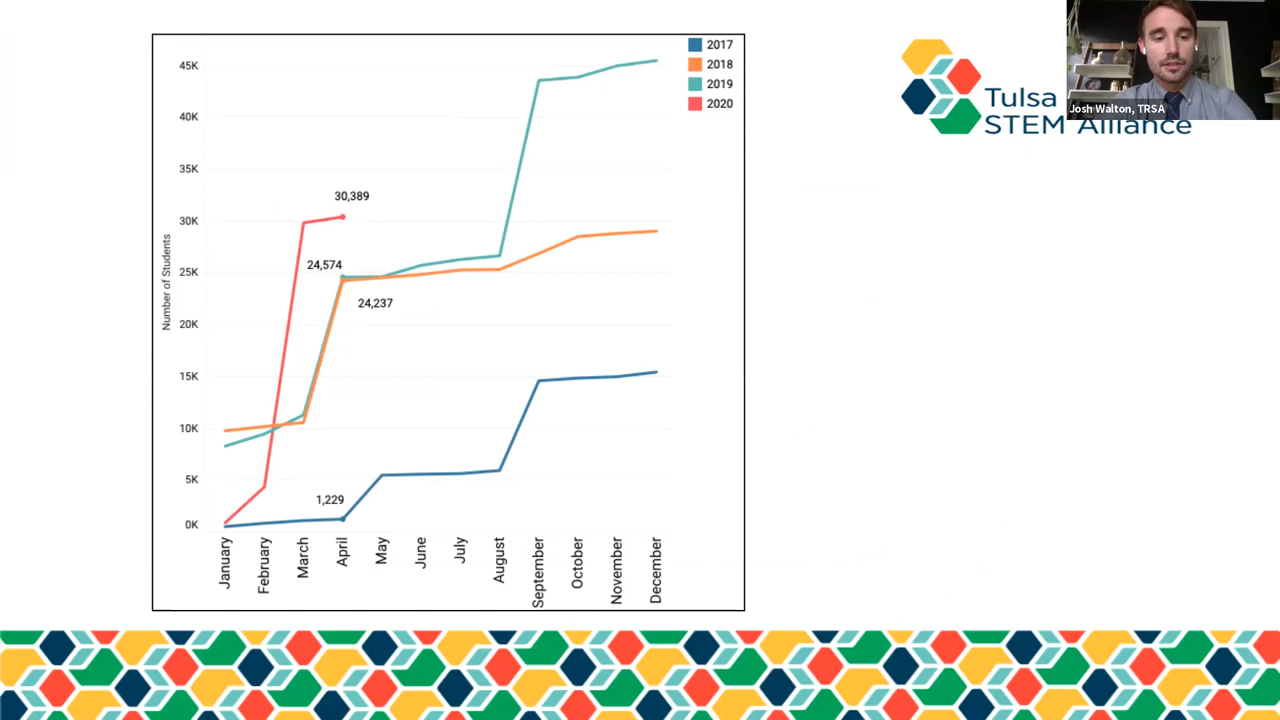 45K
40K
35K
30K
25K
20K
15K
10K
5K
0K
Number of Students
2017
2018
2019
2020
30,389
24,574
24,237
1,229
January
February
March
April
May
June
July
August
September
October
November
December
Tulsa
STEM Alliance
Josh Walton, TRSA